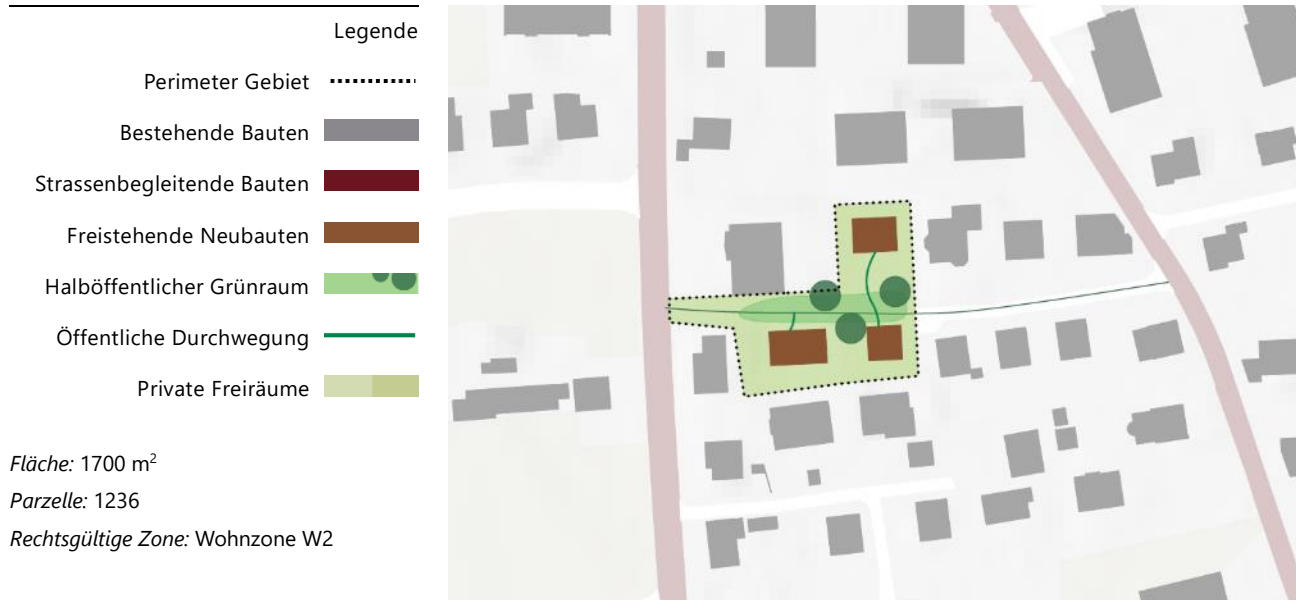 Legende
Perimeter Gebiet
Bestehende Bauten
Strassenbegleitende Bauten
Freistehende Neubauten
Halböffentlicher Grünraum
Öffentliche Durchwegung
Private Freiräume
Fläche: 1700 m²
Parzelle: 1236
Rechtsgültige Zone: Wohnzone W2